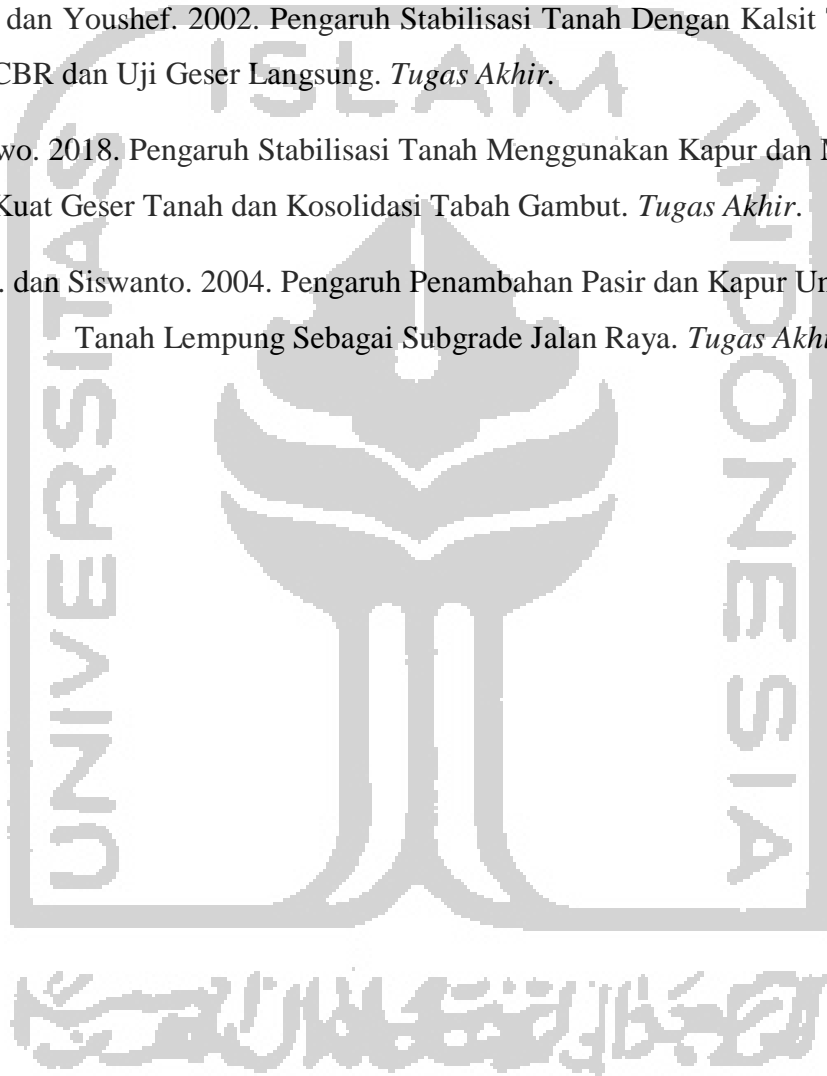 dan Youshef. 2002. Pengaruh Stabilisasi Tanah Dengan Kalsit
CBR dan Uji Geser Langsung. Tugas Akhir.
wo. 2018. Pengaruh Stabilisasi Tanah Menggunakan Kapur dan
Kuat Geser Tanah dan Kosolidasi Tabah Gambut. Tugas Akhir.
. dan Siswanto. 2004. Pengaruh Penambahan Pasir dan Kapur
Tanah Lempung Sebagai Subgrade Jalan Raya. Tugas
ISLAM
UNIVERSITAS
INDONESIA